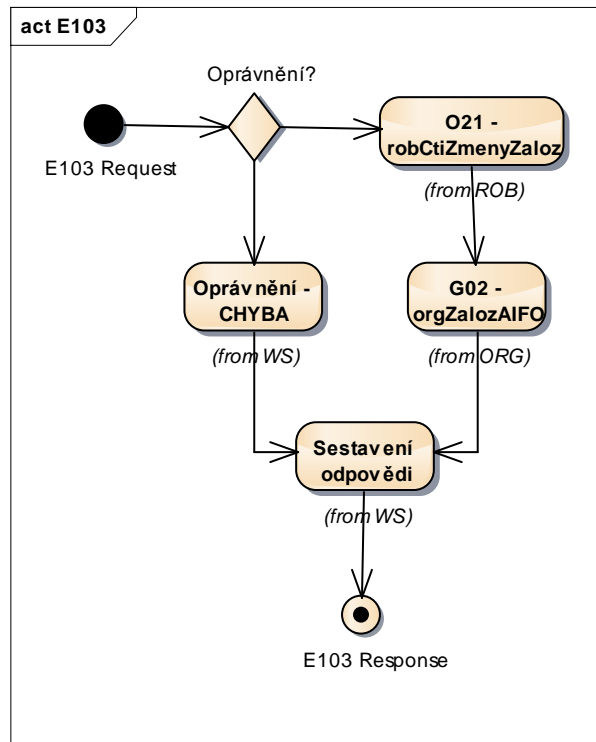 act E103
Oprávnění?
E103 Request
O21 -
robCtiZmenyZaloz
(from ROB)
Oprávnění -
CHYBA
(from WS)
G02 -
orgZalozAIFO
(from ORG)
Sestavení
odpovědi
(from WS)
E103 Response